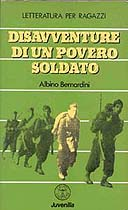 LETTERATURA PER RAGAZZI
DISAVVENTURE
DI UN POVERO
SOLDATO
Albino Bernardini
Juvenilia